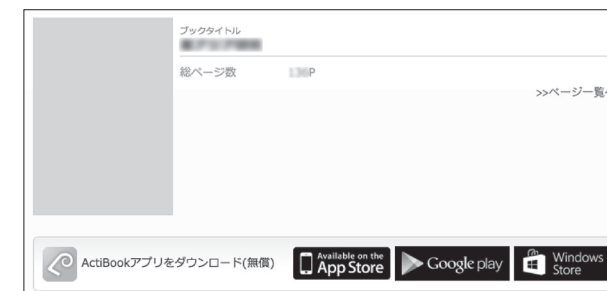 ブックタイトル
総ページ数 P
>>ページ一覧
ActiBookアプリをダウンロード(無償)
Available on the
App Store
Google play
Windows
Store